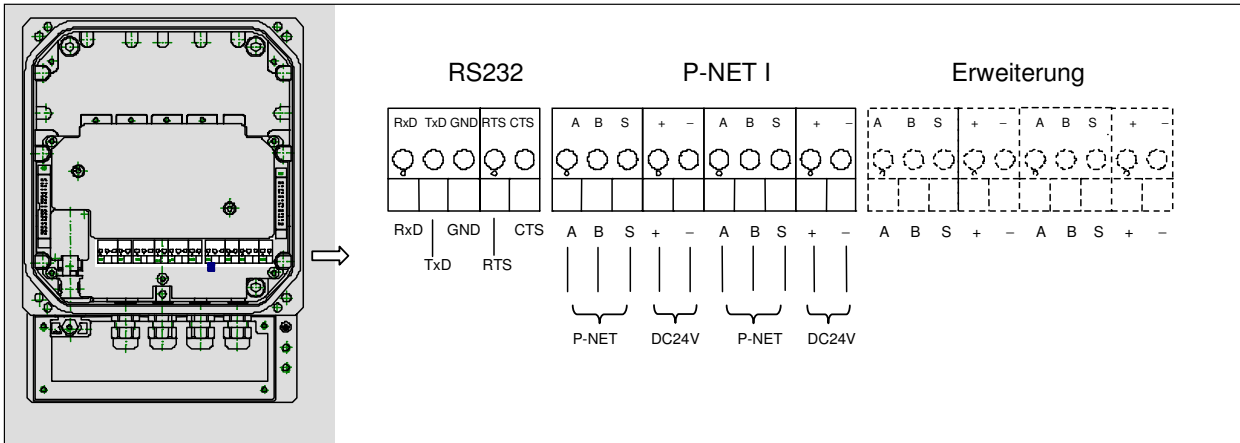 RS232 P-NET I Erweiterung
RxD TxD GND RTS CTS A B S + – A B S + – A B S + – A B S + –
RxD GND CTS A B S + – A B S + – A B S + – A B S + –
TxD RTS
P-NET DC24V P-NET DC24V